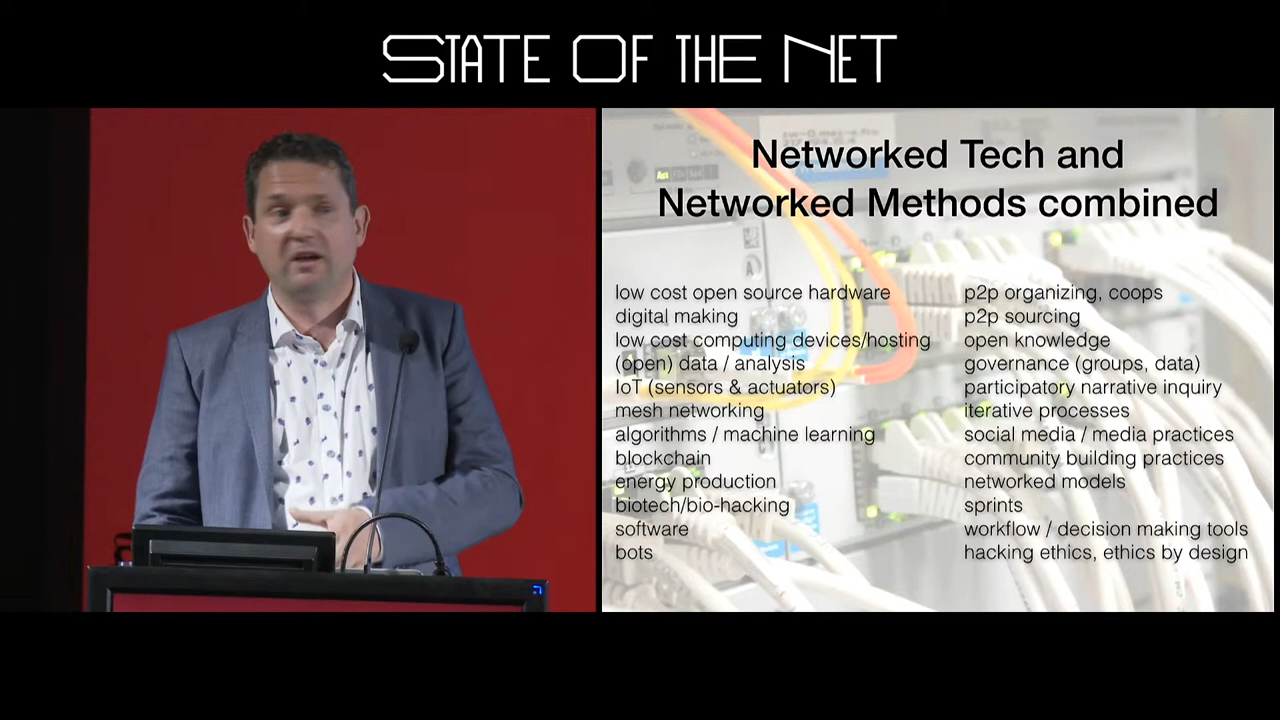 STATE OF THE NET
Networked Tech and
Networked Methods combined
low cost open source hardware
digital making
low cost computing devices/hosting
(open) data / analysis
IoT (sensors & actuators)
mesh networking
algorithms / machine learning
blockchain
energy production
biotech/bio-hacking
software
bots
p2p organizing, coops
p2p sourcing
open knowledge
governance (groups, data)
participatory narrative inquiry
iterative processes
social media / media practices
community building practices
networked models
sprints
workflow / decision making tools
hacking ethics, ethics by design